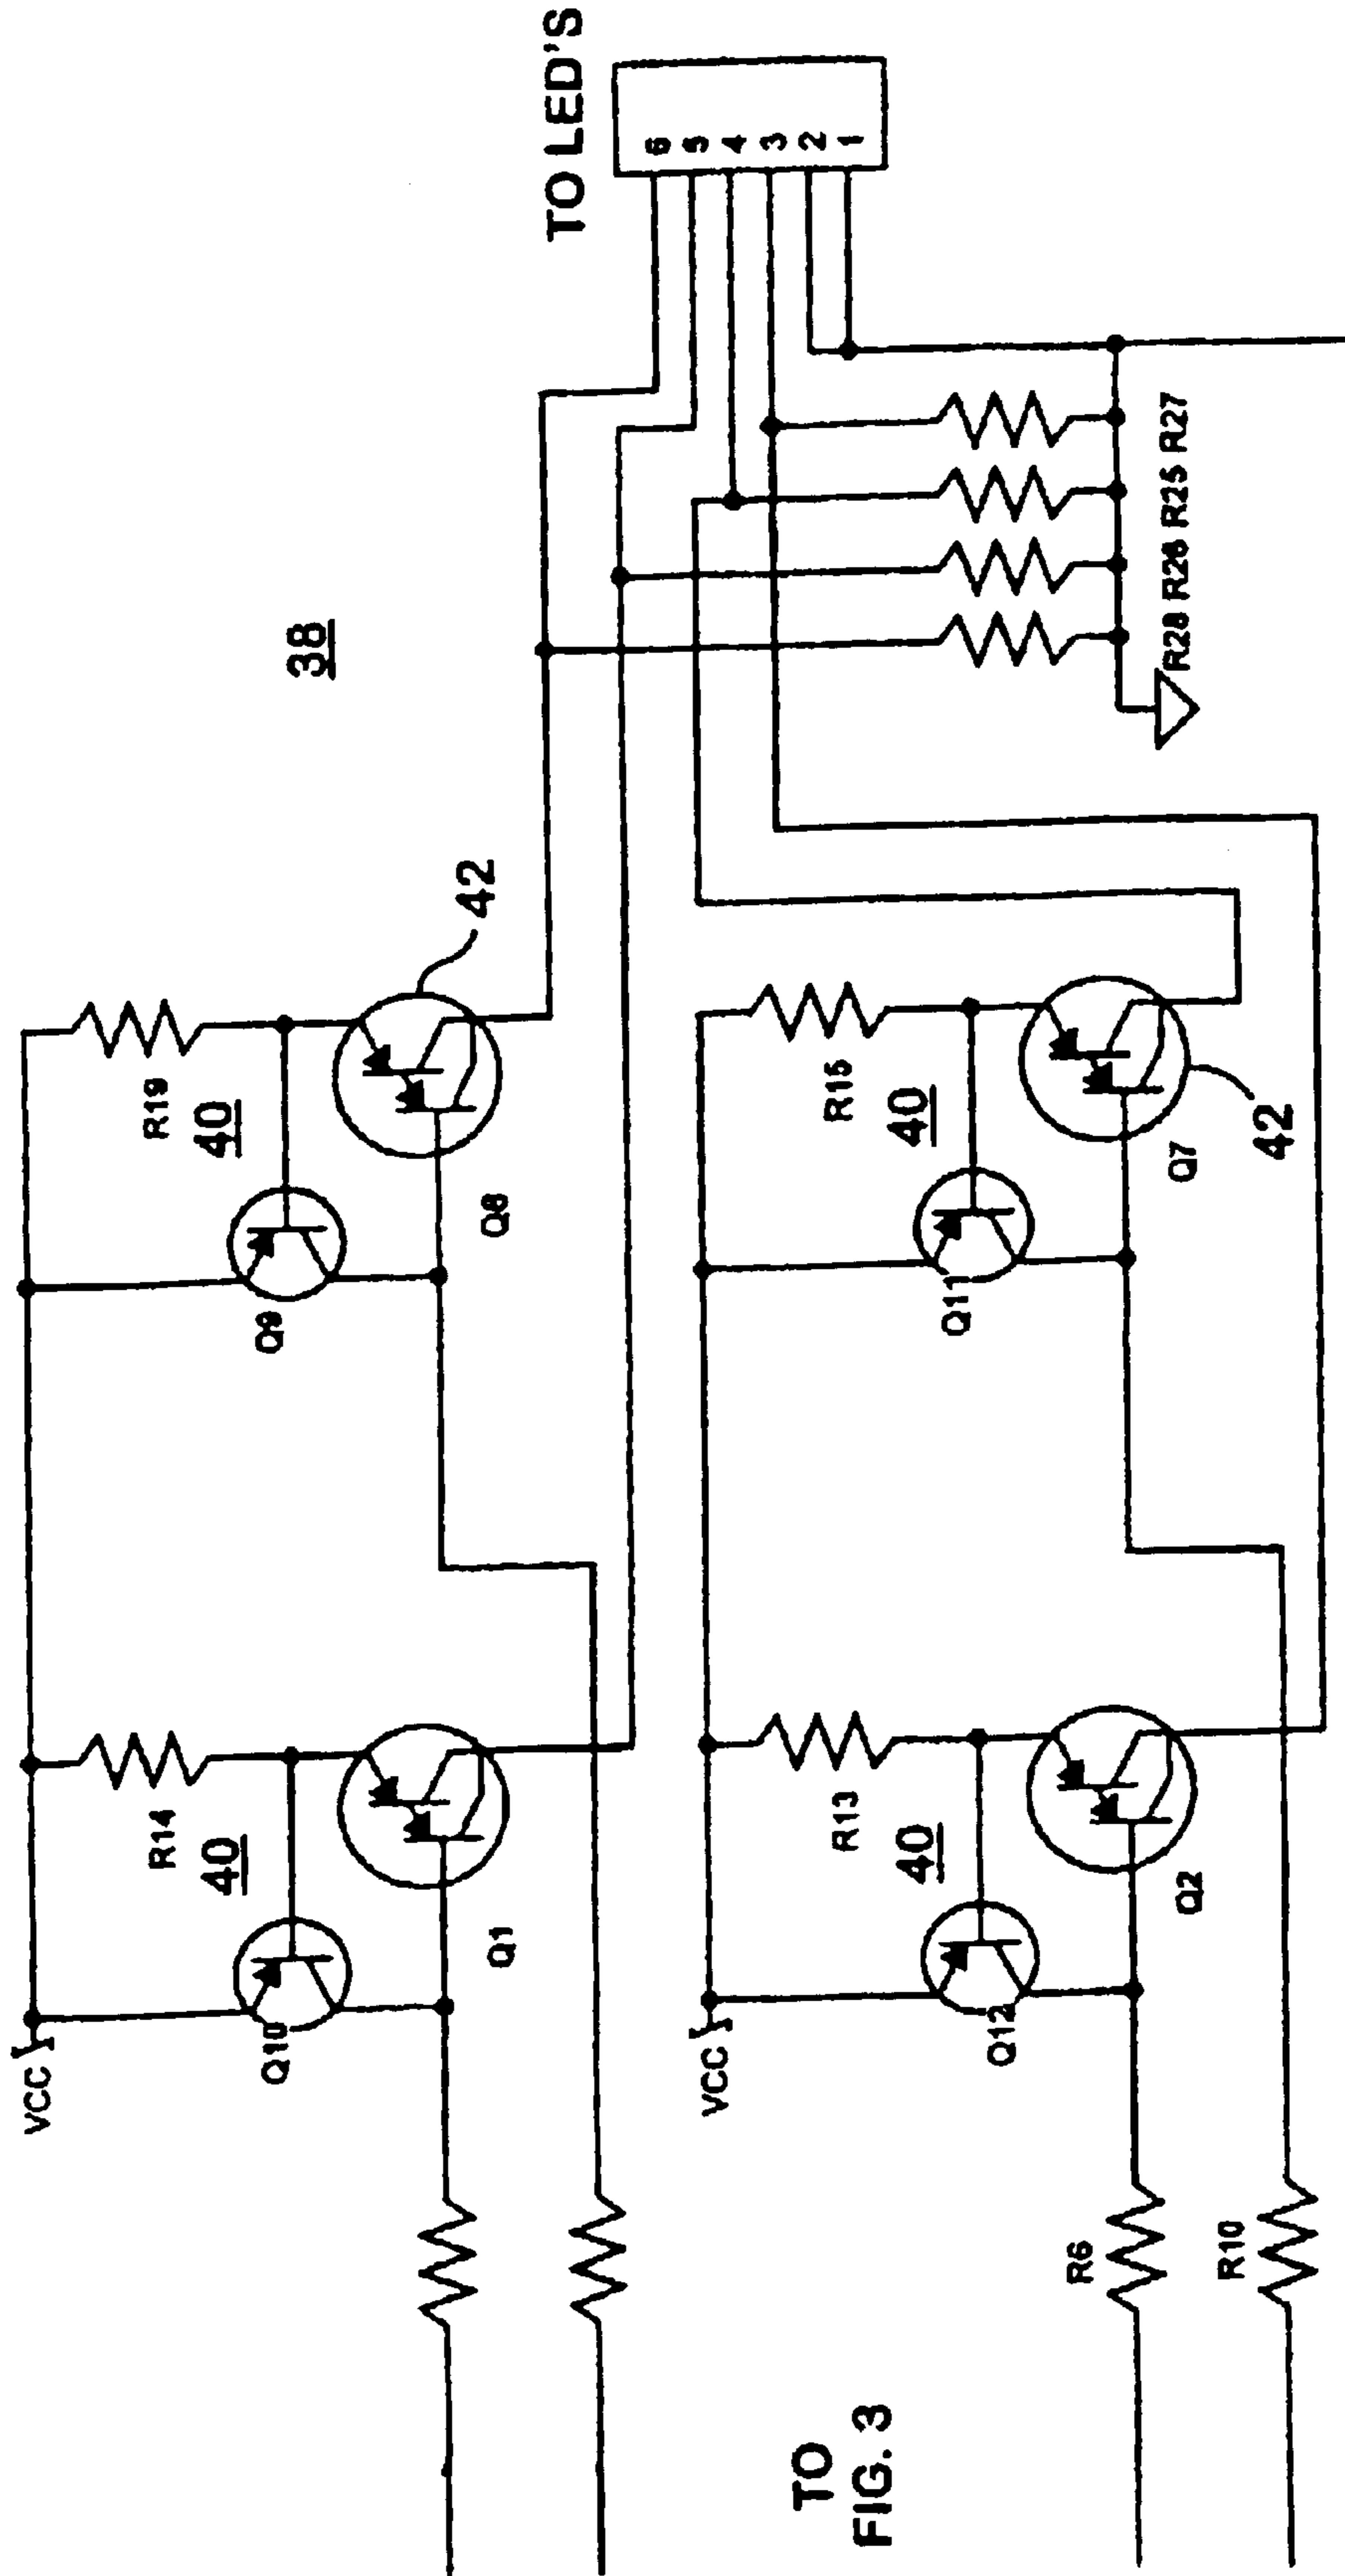 VCC
R14
R19
40
40
Q10
Q9
38
42
Q1
Q8
TO LED'S
6
5
4
3
2
1
VCC
TO
FIG. 3
R13
R15
40
40
Q12
Q11
R6
Q2
Q7
R28 R26 R25 R27
R10
42